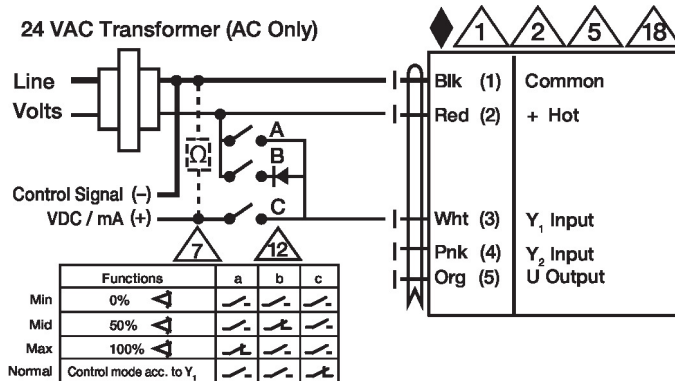 24 VAC Transformer (AC Only)
1 2 5 18
Line
Volts
Blk (1) Common
Red (2) + Hot
A
B
C
Ω
Control Signal (–)
VDC / mA (+)
Wht (3) Y₁ Input
Pnk (4) Y₂ Input
Org (5) U Output
7 12
Functions a b c
Min 0%
Mid 50%
Max 100%
Normal Control mode acc. to Y₁